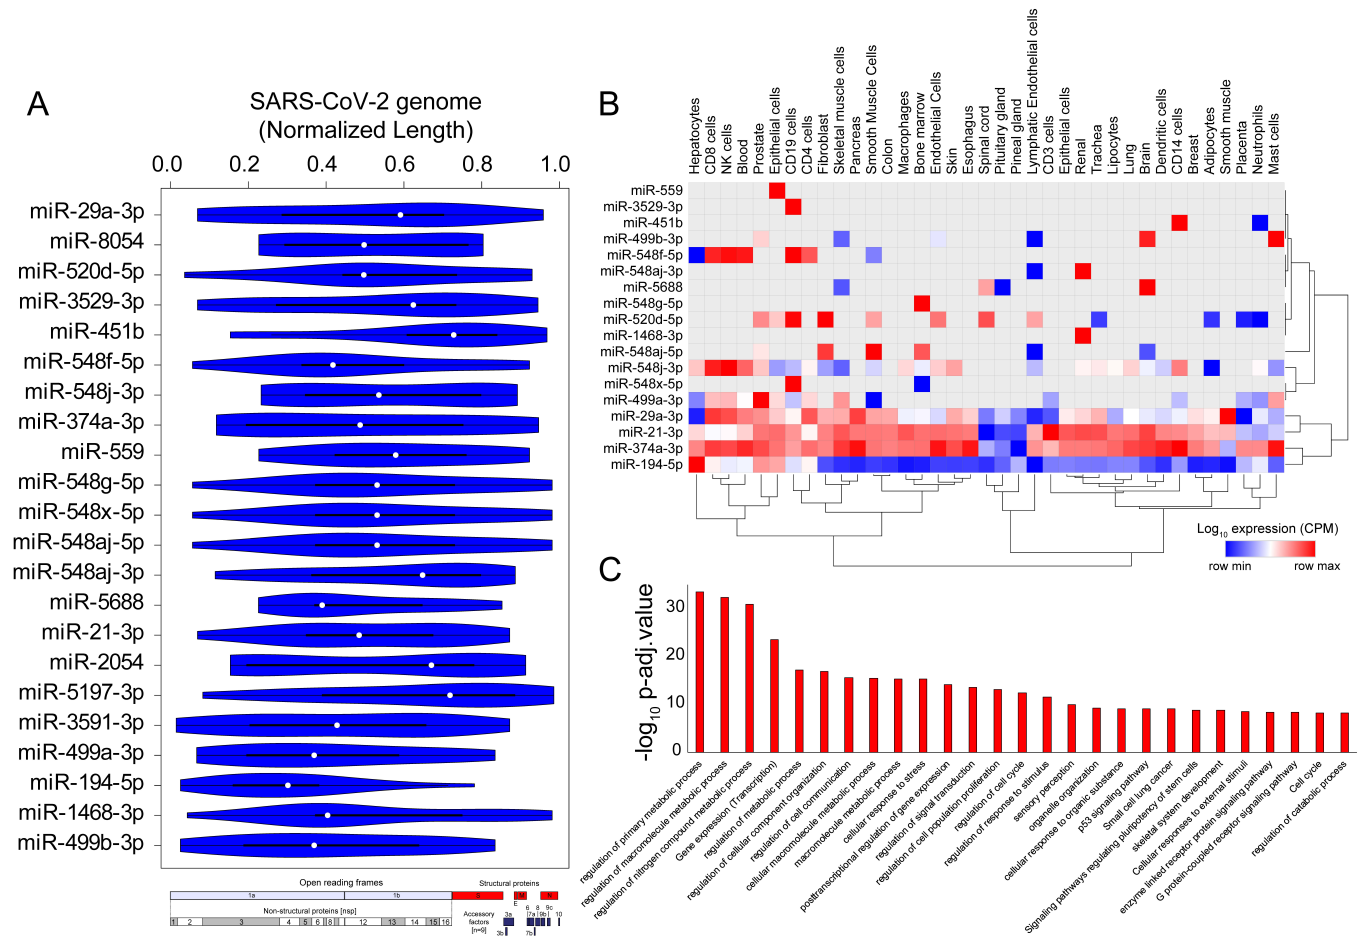 A
SARS-CoV-2 genome
(Normalized Length)
0.0 0.2 0.4 0.6 0.8 1.0
miR-29a-3p
miR-8054
miR-520d-5p
miR-3529-3p
miR-451b
miR-548f-5p
miR-548j-3p
miR-374a-3p
miR-559
miR-548g-5p
miR-548x-5p
miR-548aj-5p
miR-548aj-3p
miR-5688
miR-21-3p
miR-2054
miR-5197-3p
miR-3591-3p
miR-499a-3p
miR-194-5p
miR-1468-3p
miR-499b-3p
Open reading frames
Structural proteins
1a 1b
M N
E
Non-structural proteins [nsp]
1 2 3 4 5 6 8 12 13 14 15 16
Accessory
factors
[n=9]
3a 6 7a 8 9b 9c 10
3b 7b
B
Hepatocytes
CD8 cells
NK cells
Blood
Prostate
Epithelial cells
CD19 cells
CD4 cells
Fibroblast
Skeletal muscle cells
Pancreas
Smooth Muscle Cells
Colon
Macrophages
Bone marrow
Endothelial Cells
Skin
Esophagus
Spinal cord
Pituitary gland
Pineal gland
Lymphatic Endothelial cells
CD3 cells
Epithelial cells
Renal
Trachea
Lipocytes
Lung
Brain
Dendritic cells
CD14 cells
Breast
Adipocytes
Smooth muscle
Placenta
Neutrophils
Mast cells
miR-559
miR-3529-3p
miR-451b
miR-499b-3p
miR-548f-5p
miR-548aj-3p
miR-5688
miR-548g-5p
miR-520d-5p
miR-1468-3p
miR-548aj-5p
miR-548j-3p
miR-548x-5p
miR-499a-3p
miR-29a-3p
miR-21-3p
miR-374a-3p
miR-194-5p
Log10 expression (CPM)
row min row max
C
-log10 p-adj.value
30
20
10
0
regulation of primary metabolic process
regulation of macromolecule metabolic process
regulation of nitrogen compound metabolic process
Gene expression (Transcription)
regulation of metabolic process
regulation of cellular component organization
regulation of cell communication
cellular macromolecule metabolic process
macromolecule metabolic process
cellular response to stress
posttranscriptional regulation of gene expression
regulation of signal transduction
regulation of cell population proliferation
regulation of cell cycle
regulation of response to stimulus
sensory perception
organelle organization
cellular response to organic substance
p53 signaling pathway
Small cell lung cancer
Signaling pathways regulating pluripotency of stem cells
skeletal system development
Cellular responses to external stimuli
enzyme linked receptor protein signaling pathway
G protein-coupled receptor signaling pathway
Cell cycle
regulation of catabolic process